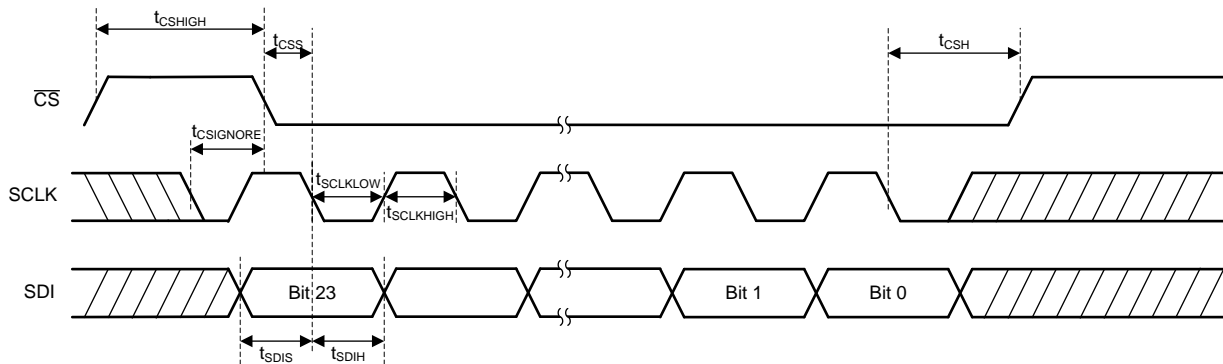 tCSHIGH
tCSS
tCSH
CS
tCSIGNORE
SCLK
tSCLKLOW
tSCLKHIGH
SDI
Bit 23
Bit 1
Bit 0
tSDIS
tSDIH